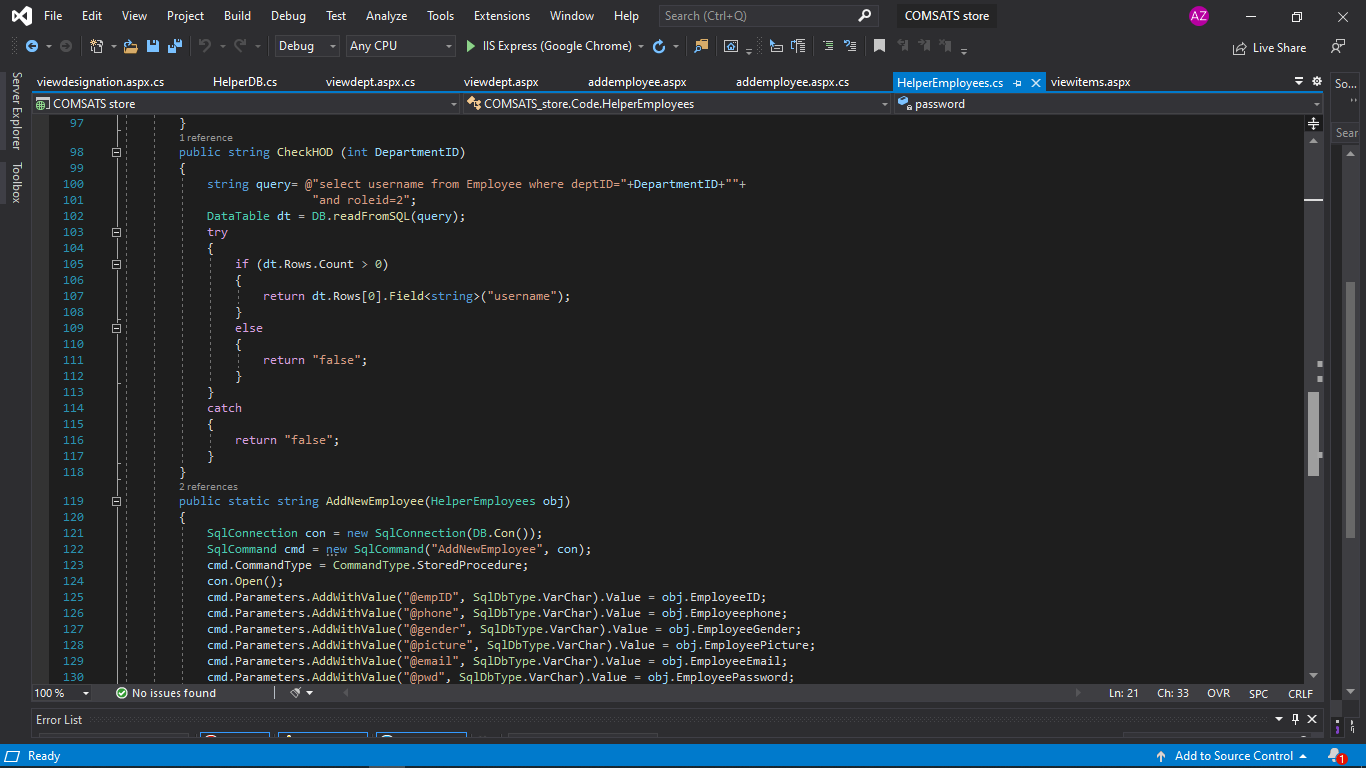 File Edit View Project Build Debug Test Analyze Tools Extensions Window Help Search (Ctrl+Q) COMSATS store AZ
Debug Any CPU IIS Express (Google Chrome) Live Share
viewdesignation.aspx.cs HelperDB.cs viewdept.aspx.cs viewdept.aspx addemployee.aspx addemployee.aspx.cs HelperEmployees.cs viewitems.aspx So...
COMSATS store COMSATS_store.Code.HelperEmployees password
Server Explorer
Toolbox
Sear
97 }
1 reference
98 public string CheckHOD (int DepartmentID)
99 {
100 string query= @"select username from Employee where deptID="+DepartmentID+""+
101 "and roleid=2";
102 DataTable dt = DB.readFromSQL(query);
103 try
104 {
105 if (dt.Rows.Count > 0)
106 {
107 return dt.Rows[0].Field<string>("username");
108 }
109 else
110 {
111 return "false";
112 }
113 }
114 catch
115 {
116 return "false";
117 }
118 }
2 references
119 public static string AddNewEmployee(HelperEmployees obj)
120 {
121 SqlConnection con = new SqlConnection(DB.Con());
122 SqlCommand cmd = new SqlCommand("AddNewEmployee", con);
123 cmd.CommandType = CommandType.StoredProcedure;
124 con.Open();
125 cmd.Parameters.AddWithValue("@empID", SqlDbType.VarChar).Value = obj.EmployeeID;
126 cmd.Parameters.AddWithValue("@phone", SqlDbType.VarChar).Value = obj.Employeephone;
127 cmd.Parameters.AddWithValue("@gender", SqlDbType.VarChar).Value = obj.EmployeeGender;
128 cmd.Parameters.AddWithValue("@picture", SqlDbType.VarChar).Value = obj.EmployeePicture;
129 cmd.Parameters.AddWithValue("@email", SqlDbType.VarChar).Value = obj.EmployeeEmail;
130 cmd.Parameters.AddWithValue("@pwd", SqlDbType.VarChar).Value = obj.EmployeePassword;
100 % No issues found Ln: 21 Ch: 33 OVR SPC CRLF
Error List
Ready Add to Source Control 1